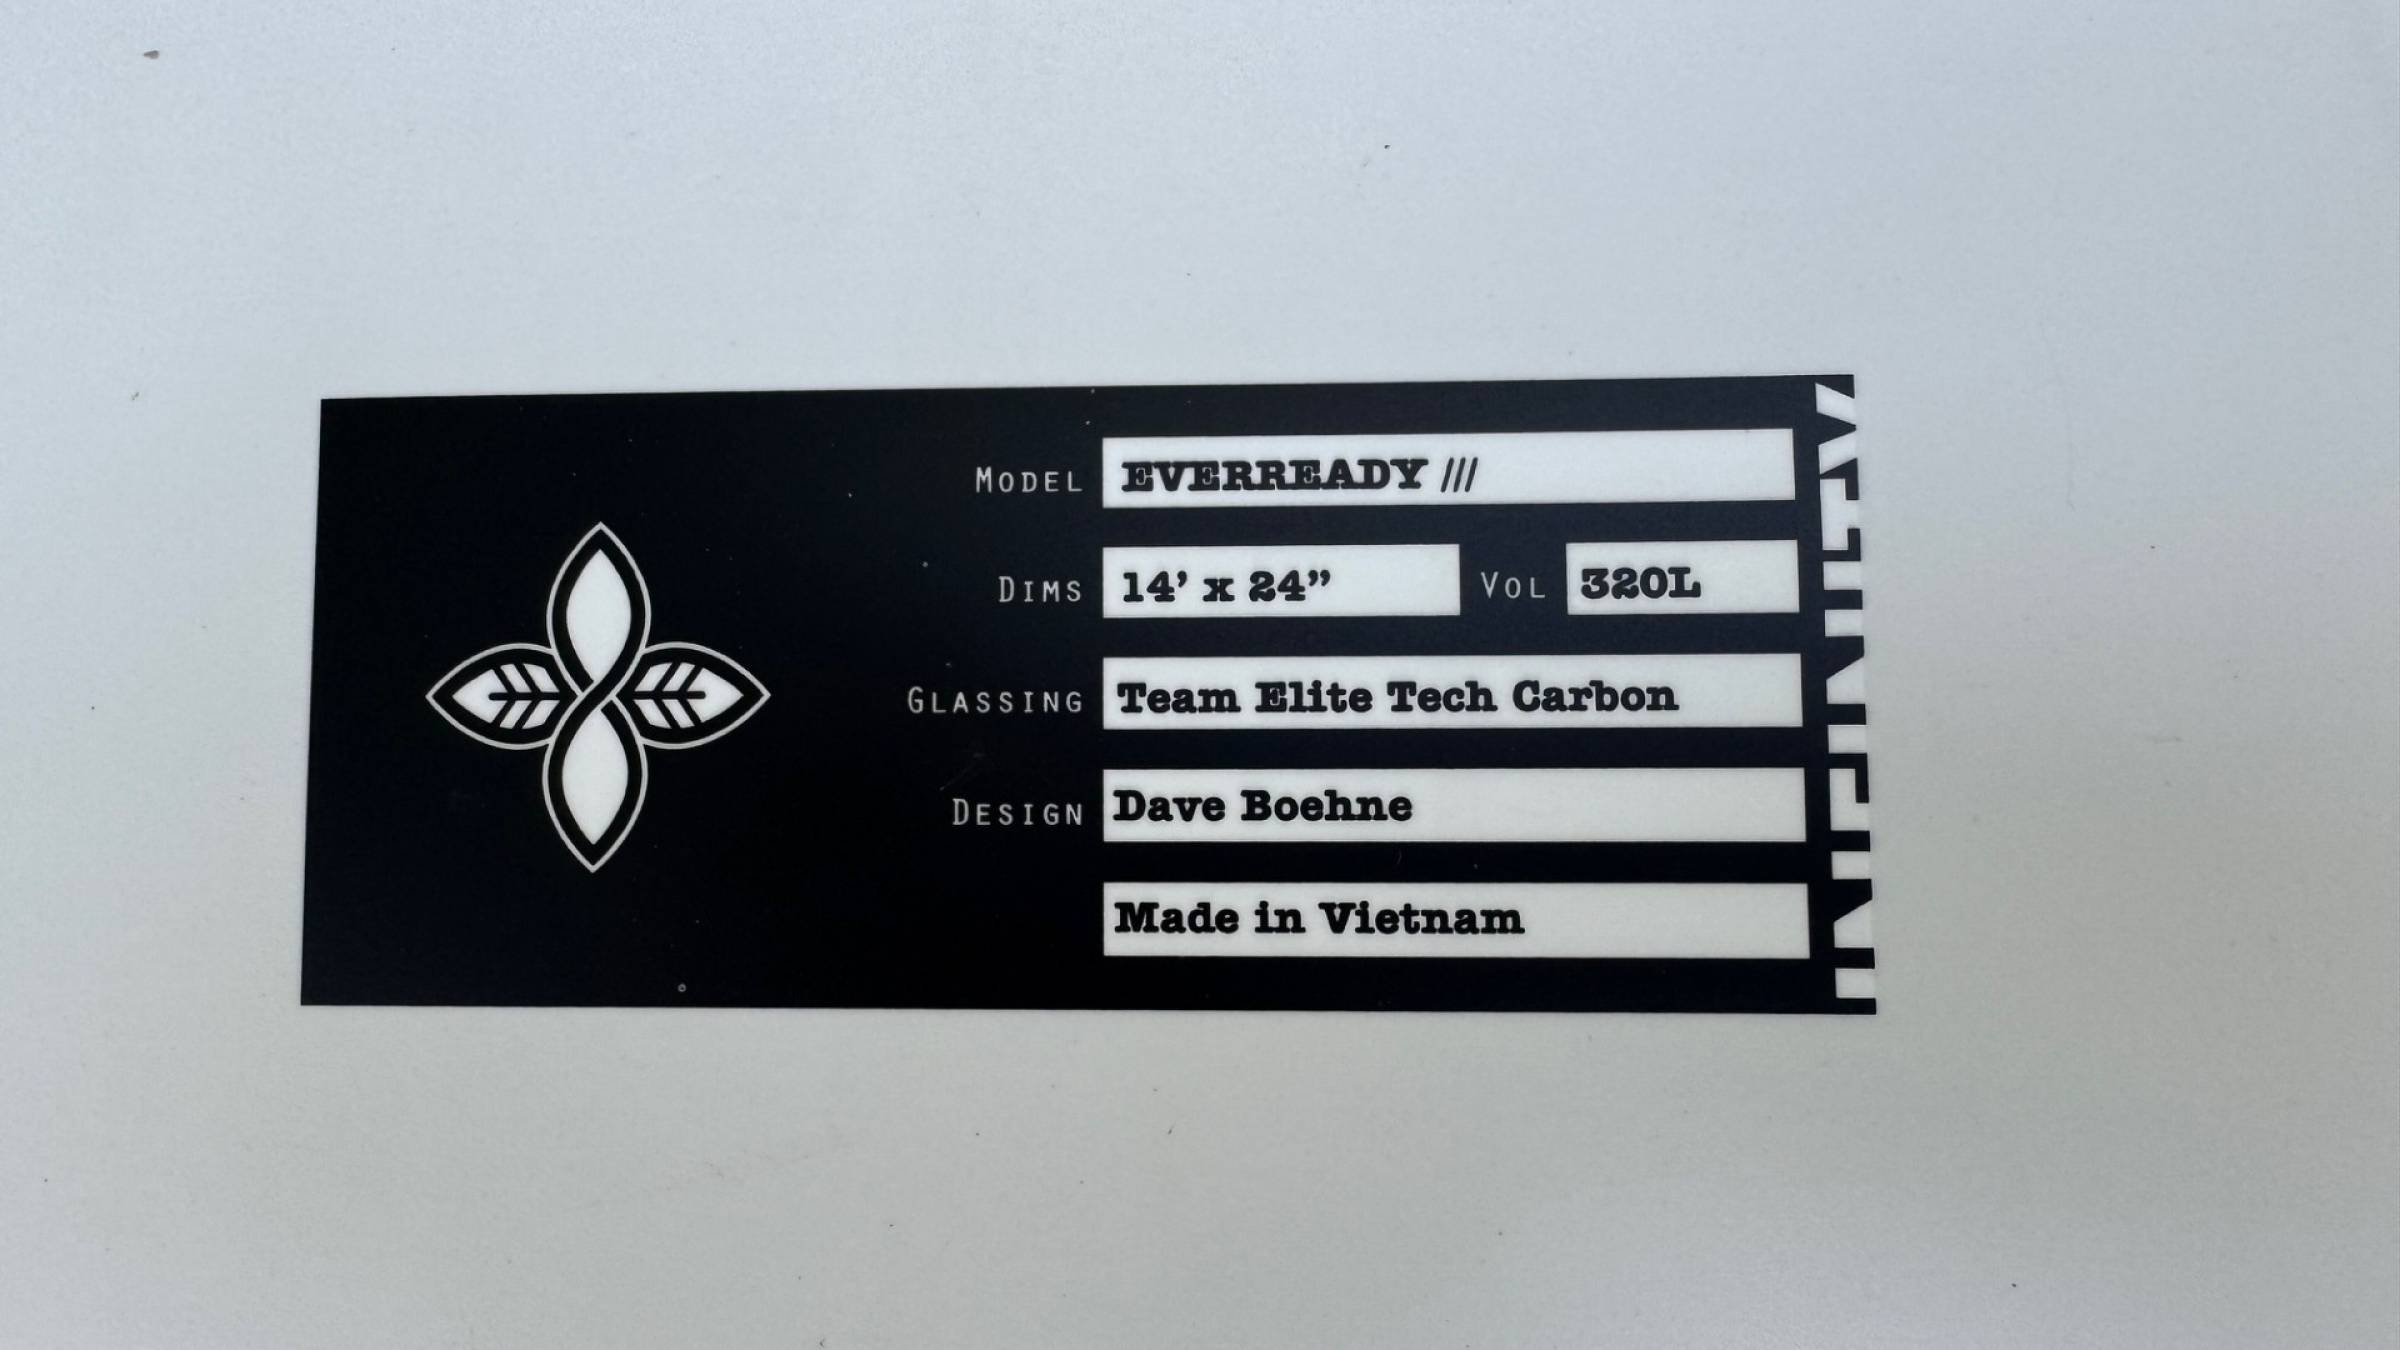 MODEL EVERREADY ///
DIMS 14' x 24” VOL 320L
GLASSING Team Elite Tech Carbon
DESIGN Dave Boehne
Made in Vietnam